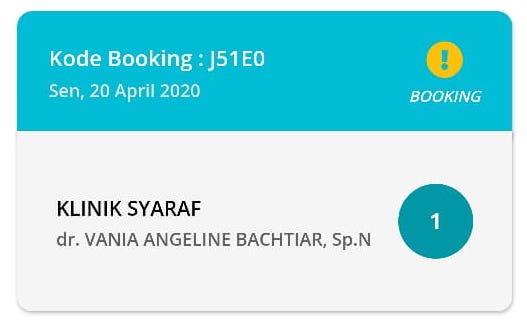 Kode Booking : J51E0
Sen, 20 April 2020
!
BOOKING
KLINIK SYARAF
dr. VANIA ANGELINE BACHTIAR, Sp.N
1